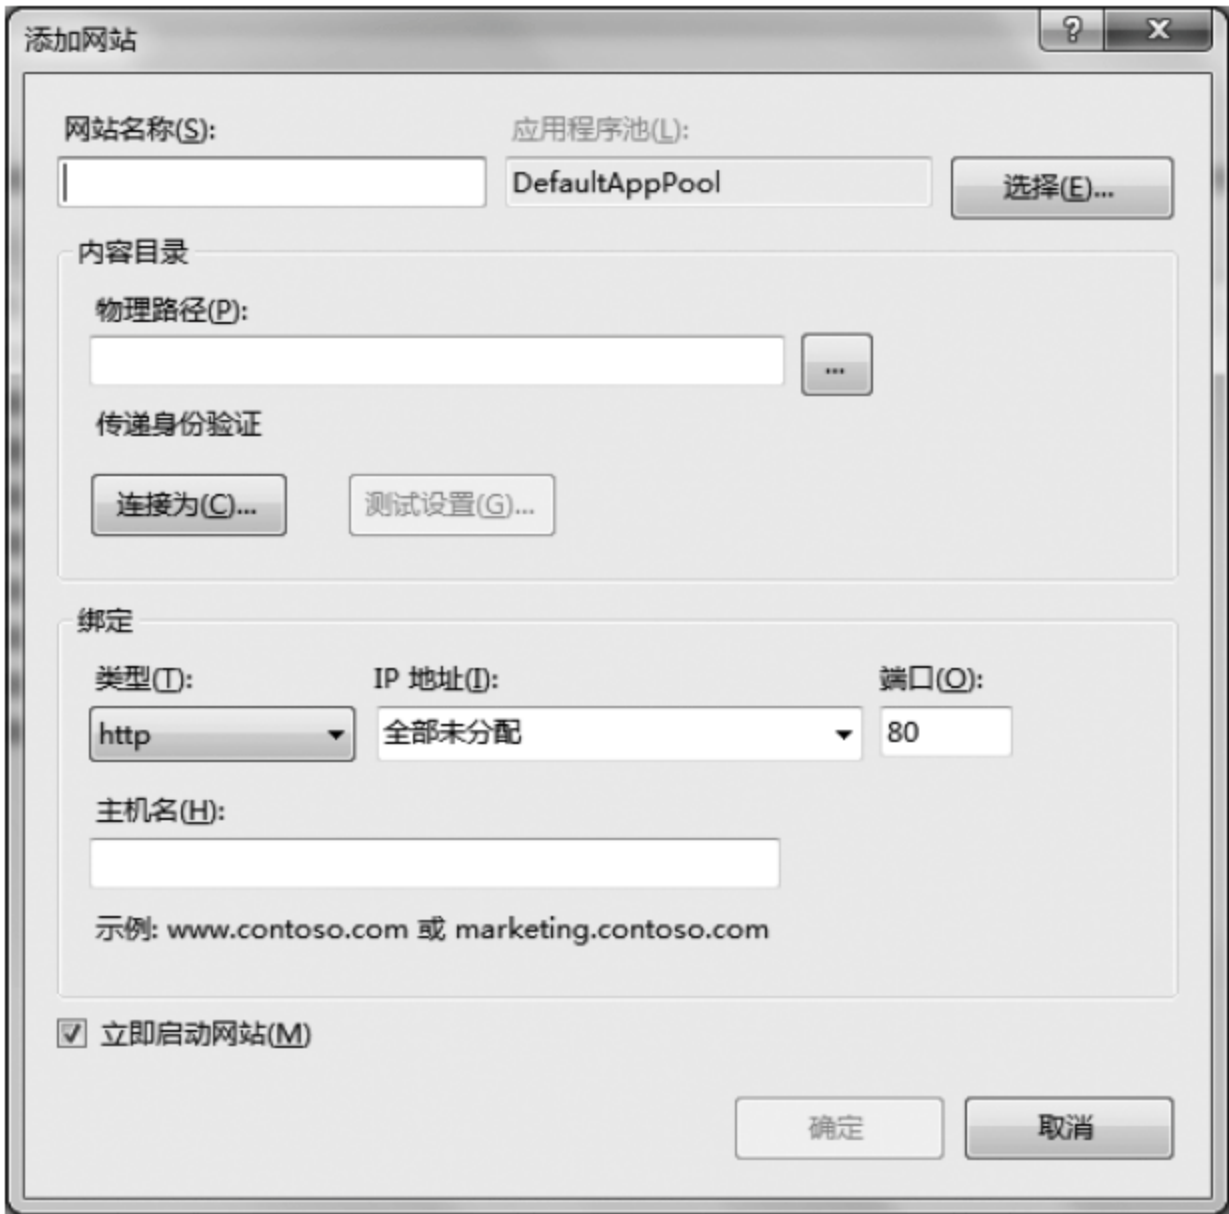 添加网站
网站名称(S):
应用程序池(L):
DefaultAppPool
选择(E)...
内容目录
物理路径(P):
...
传递身份验证
连接为(C)...
测试设置(G)...
绑定
类型(T):
IP 地址(I):
端口(O):
http
全部未分配
80
主机名(H):
示例: www.contoso.com 或 marketing.contoso.com
立即启动网站(M)
确定
取消